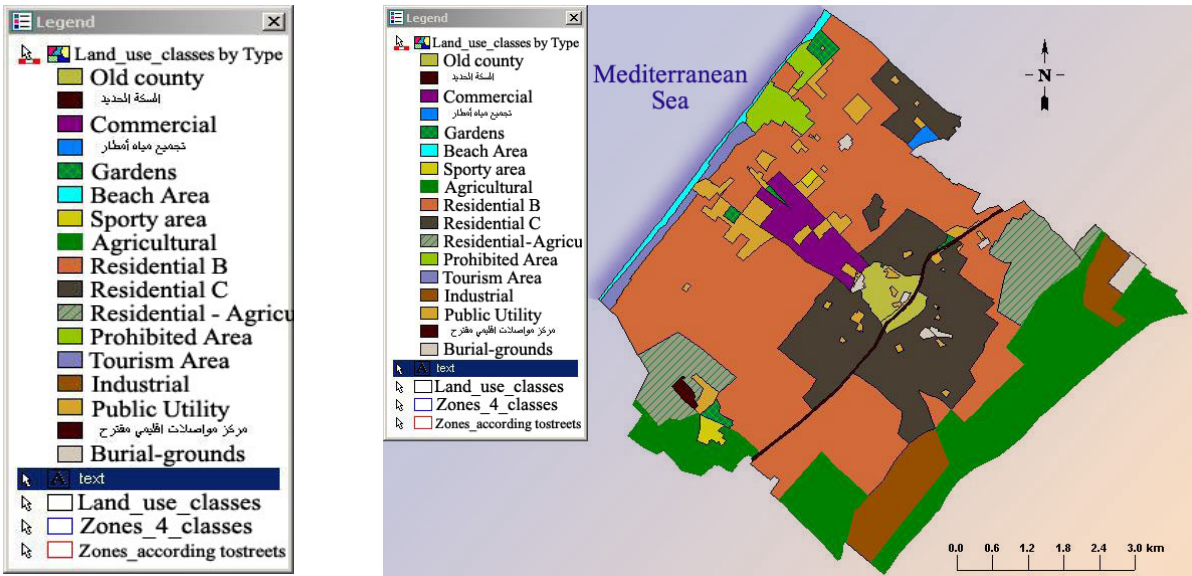 Legend
Land_use_classes by Type
Old county
السكة الحديد
Commercial
تجميع مياه أمطار
Gardens
Beach Area
Sporty area
Agricultural
Residential B
Residential C
Residential - Agricu
Prohibited Area
Tourism Area
Industrial
Public Utility
مركز مواصلات إقليمي مقترح
Burial-grounds
A text
Land_use_classes
Zones_4_classes
Zones_according tostreets
Legend
Land_use_classes by Type
Old county
السكة الحديد
Commercial
تجميع مياه أمطار
Gardens
Beach Area
Sporty area
Agricultural
Residential B
Residential C
Residential-Agricu
Prohibited Area
Tourism Area
Industrial
Public Utility
مركز مواصلات إقليمي مقترح
Burial-grounds
A text
Land_use_classes
Zones_4_classes
Zones_according tostreets
Mediterranean
Sea
N
0.0 0.6 1.2 1.8 2.4 3.0 km